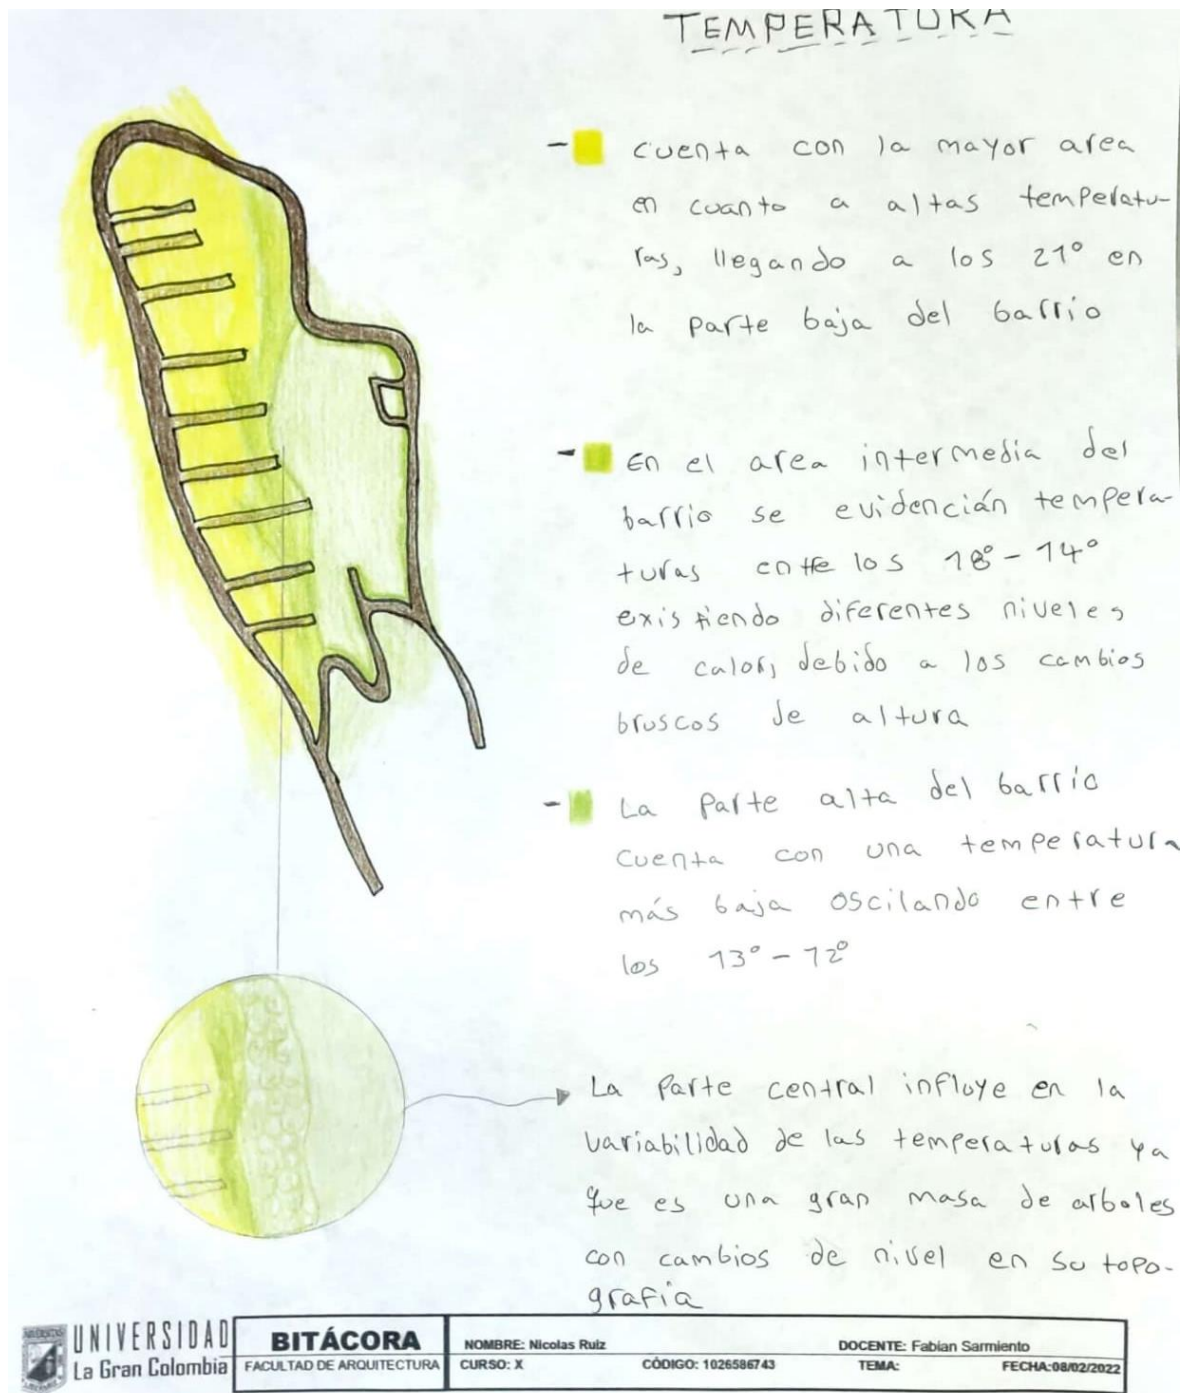 TEMPERATURA
- cuenta con la mayor area
en cuanto a altas temperatu-
ras, llegando a los 21° en
la parte baja del barrio
- En el area intermedia del
barrio se evidencián tempera-
turas entre los 18° - 14°
existiendo diferentes niveles
de calor, debido a los cambios
bruscos de altura
- La parte alta del barrio
cuenta con una temperatura
más baja oscilando entre
los 13° - 12°
La parte central influye en la
variabilidad de las temperaturas ya
que es una gran masa de arboles
con cambios de nivel en su topo-
grafía
UNIVERSIDAD
La Gran Colombia
BITÁCORA
FACULTAD DE ARQUITECTURA
NOMBRE: Nicolas Ruiz
DOCENTE: Fabian Sarmiento
CURSO: X
CÓDIGO: 1026586743
TEMA:
FECHA:08/02/2022